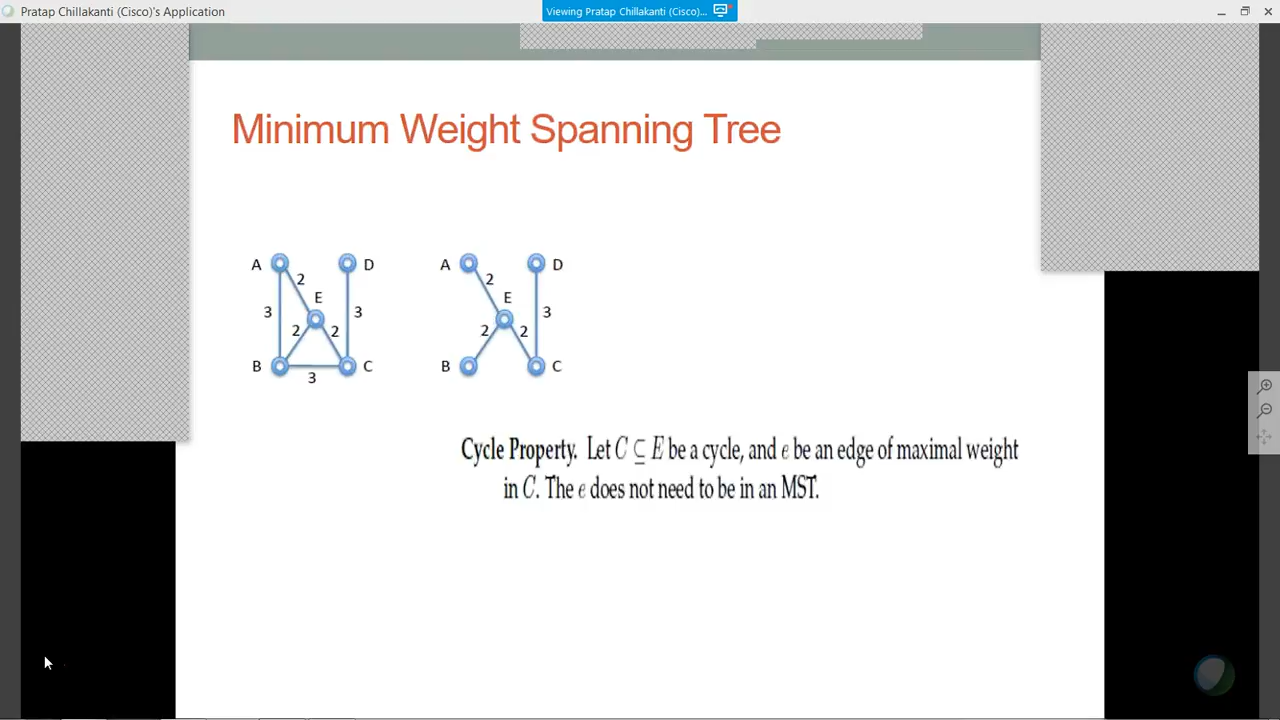 Pratap Chillakanti (Cisco)'s Application
Viewing Pratap Chillakanti (Cisco)...
Minimum Weight Spanning Tree
A D A D
2 2
E E
3 3 3
2 2 2 2
B C B C
3
Cycle Property. Let C ⊆ E be a cycle, and e be an edge of maximal weight
in C. The e does not need to be in an MST.